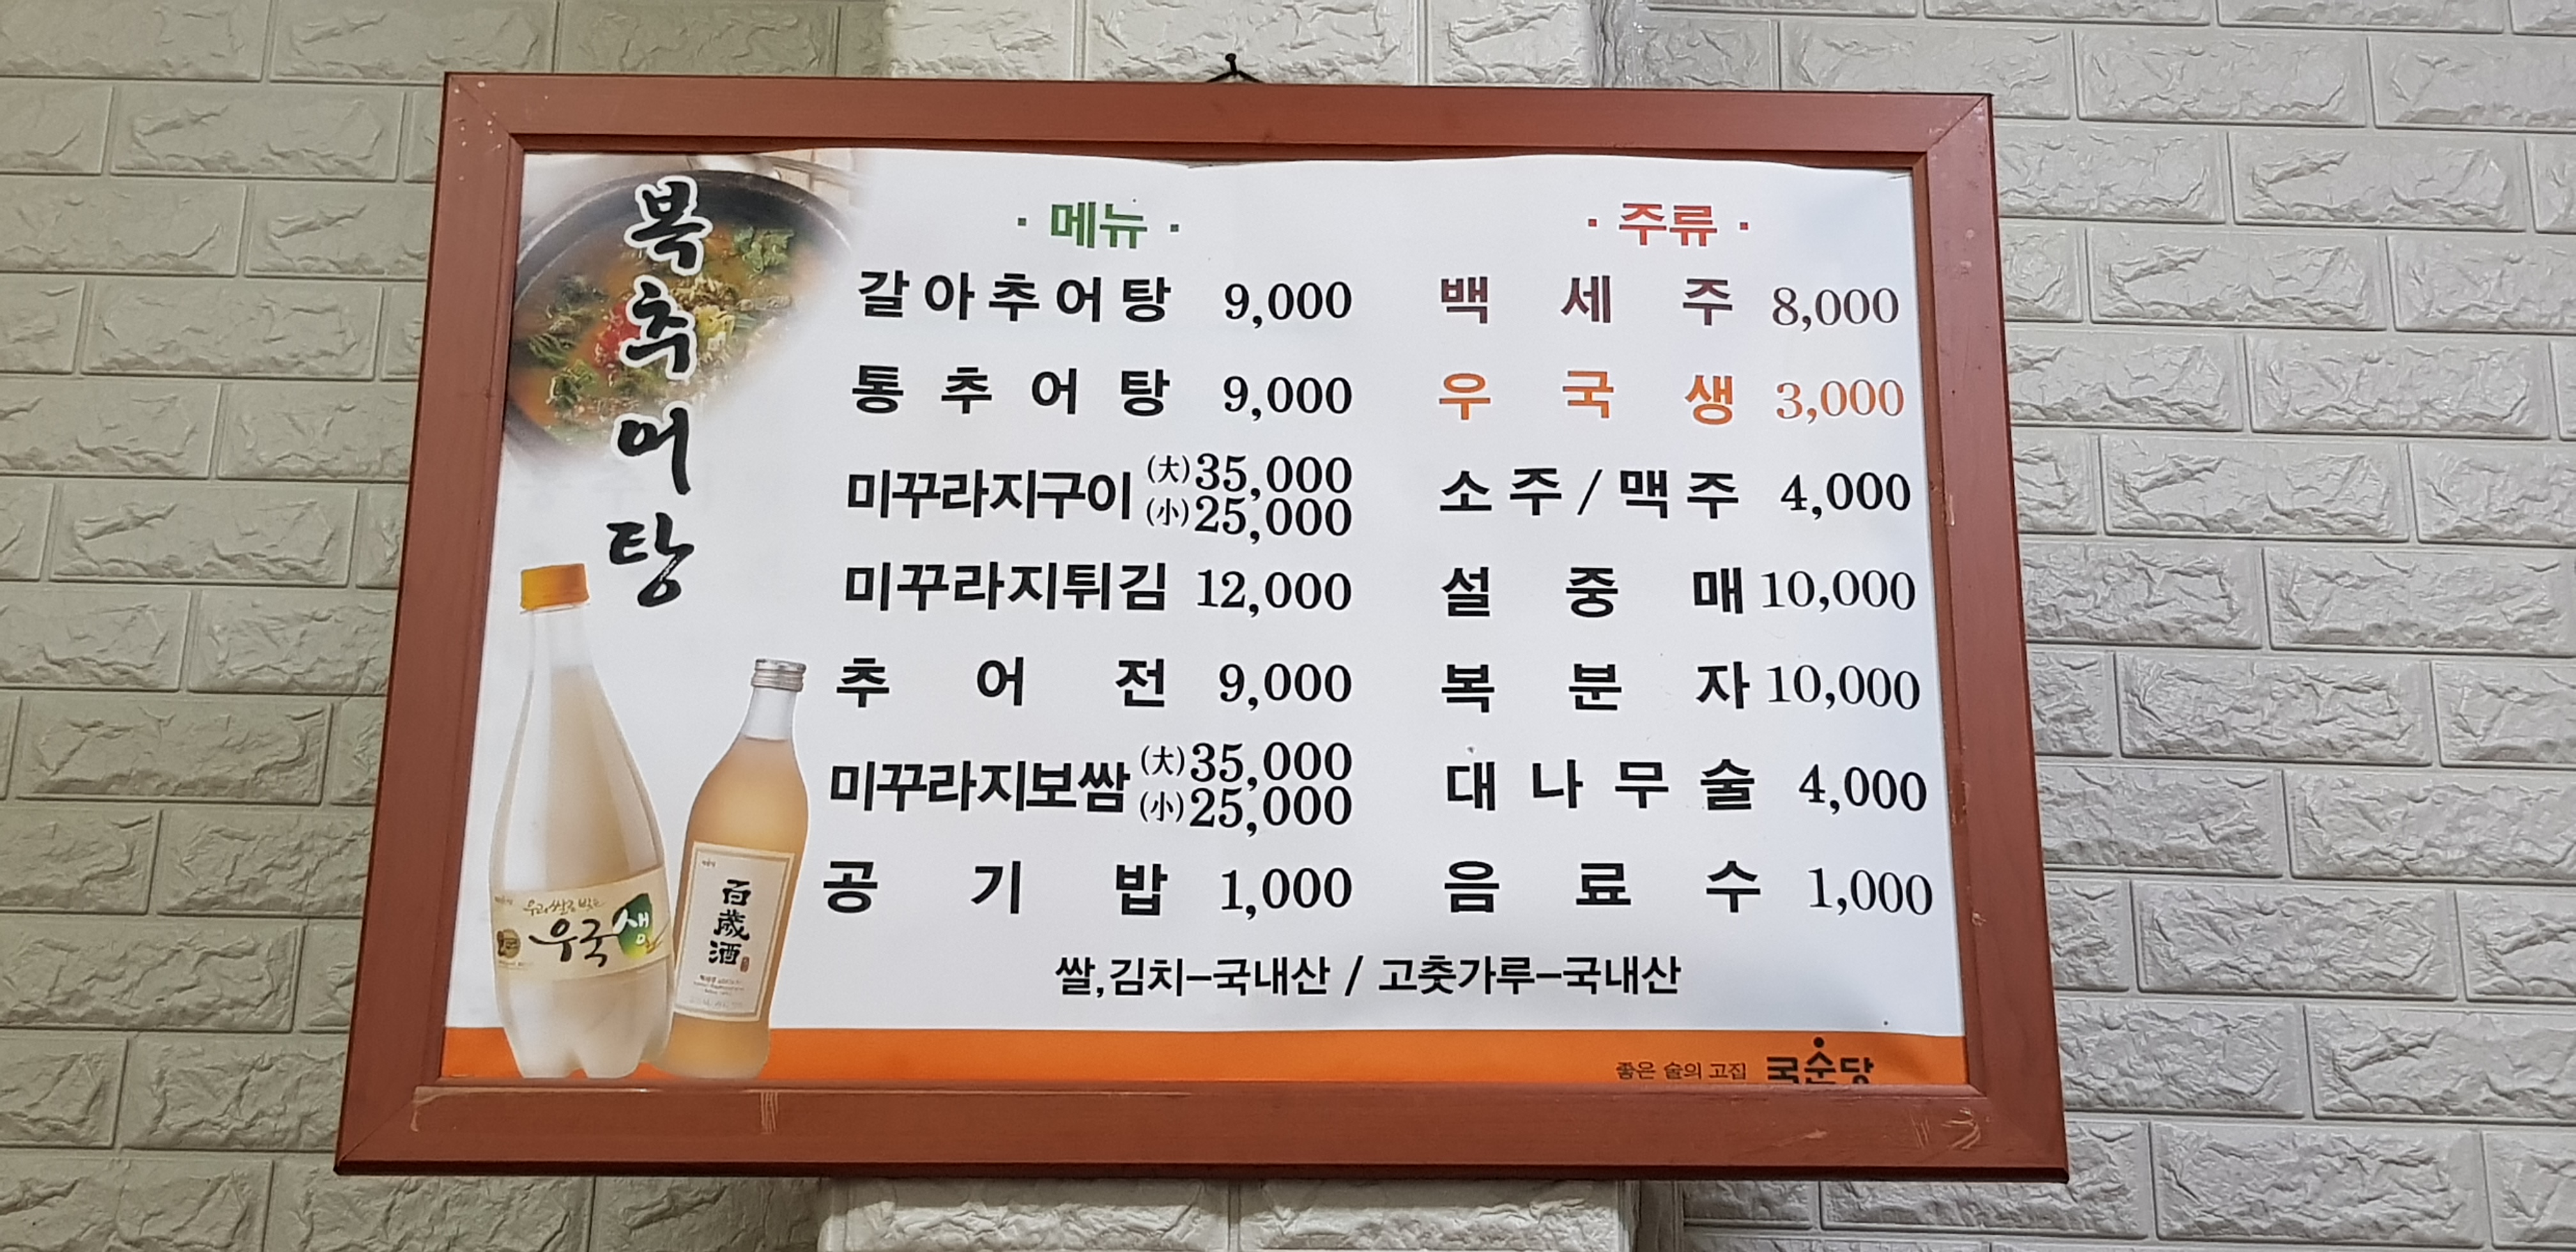 복추어탕
· 메뉴 ·
갈아추어탕 9,000
통추어탕 9,000
미꾸라지구이 (大)35,000
(小)25,000
미꾸라지튀김 12,000
추어전 9,000
미꾸라지보쌈 (大)35,000
(小)25,000
공기밥 1,000
· 주류 ·
백세주 8,000
우국생 3,000
소주/맥주 4,000
설중매 10,000
복분자 10,000
대나무술 4,000
음료수 1,000
쌀,김치-국내산 / 고춧가루-국내산
우리쌀로 빚은
우국생
百歲酒
좋은 술의 고집 국순당